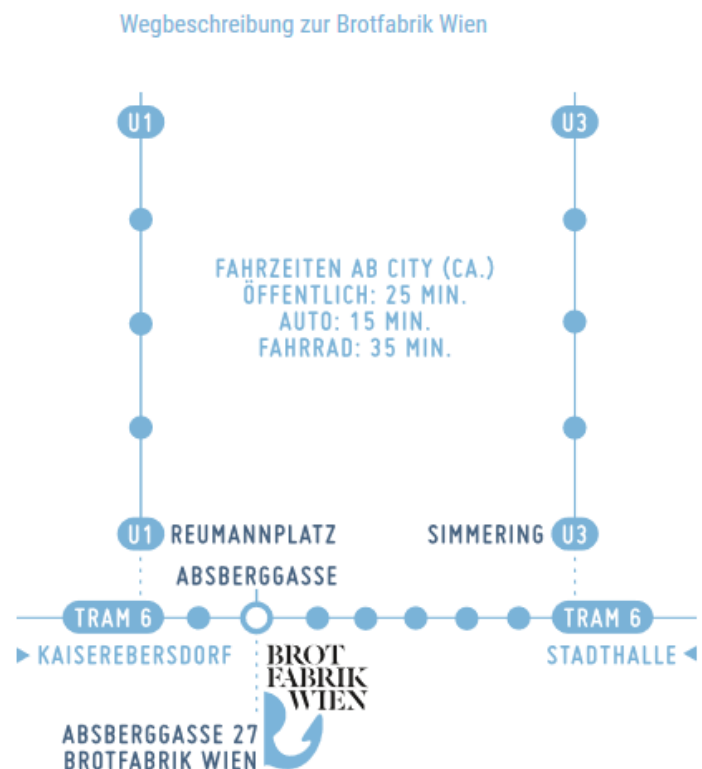 Wegbeschreibung zur Brotfabrik Wien
U1
U3
FAHRZEITEN AB CITY (CA.)
ÖFFENTLICH: 25 MIN.
AUTO: 15 MIN.
FAHRRAD: 35 MIN.
U1 REUMANNPLATZ
SIMMERING U3
ABSBERGGASSE
TRAM 6
TRAM 6
KAISEREBERSDORF
STADTHALLE
BROT
FABRIK
WIEN
ABSBERGGASSE 27
BROTFABRIK WIEN